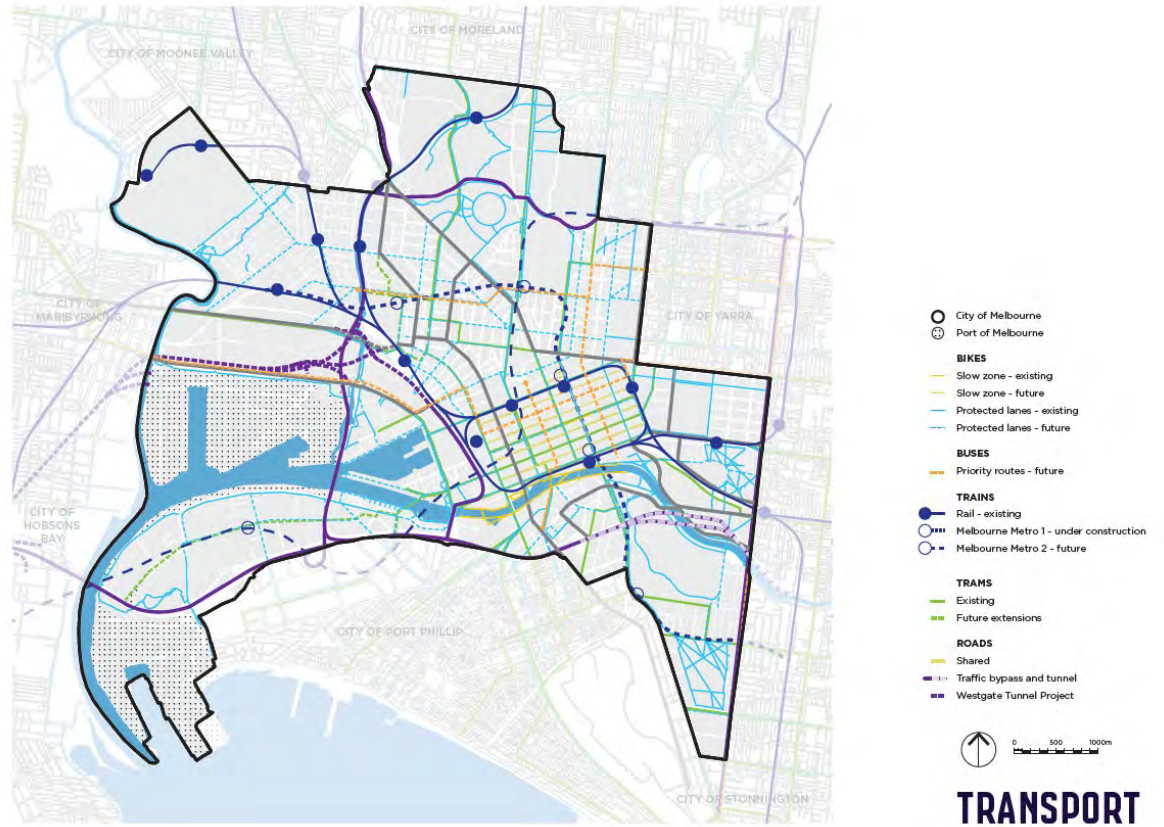 CITY OF MORELAND
CITY OF MOONEE VALLEY
CITY OF
MARIBYRNONG
CITY OF YARRA
CITY OF
HOBSONS
BAY
CITY OF PORT PHILLIP
CITY OF STONNINGTON
City of Melbourne
Port of Melbourne
BIKES
Slow zone - existing
Slow zone - future
Protected lanes - existing
Protected lanes - future
BUSES
Priority routes - future
TRAINS
Rail - existing
Melbourne Metro 1 - under construction
Melbourne Metro 2 - future
TRAMS
Existing
Future extensions
ROADS
Shared
Traffic bypass and tunnel
Westgate Tunnel Project
0 500 1000m
TRANSPORT